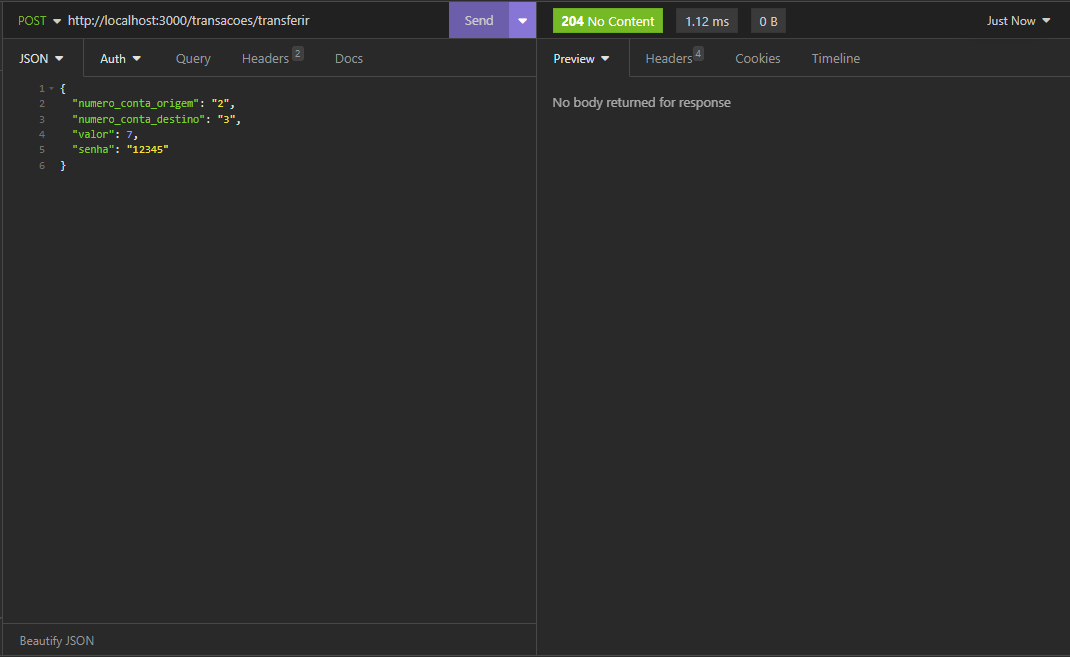 POST http://localhost:3000/transacoes/transferir Send
204 No Content 1.12 ms 0 B Just Now
JSON Auth Query Headers 2 Docs
Preview Headers 4 Cookies Timeline
1 {
2 "numero_conta_origem": "2",
3 "numero_conta_destino": "3",
4 "valor": 7,
5 "senha": "12345"
6 }
No body returned for response
Beautify JSON